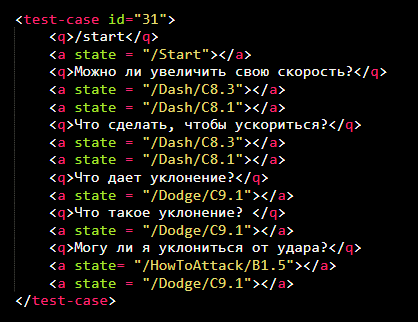 <test-case id="31">
<q>/start</q>
<a state = "/Start"></a>
<q>Можно ли увеличить свою скорость?</q>
<a state = "/Dash/C8.3"></a>
<a state = "/Dash/C8.1"></a>
<q>Что сделать, чтобы ускориться?</q>
<a state = "/Dash/C8.3"></a>
<a state = "/Dash/C8.1"></a>
<q>Что дает уклонение?</q>
<a state = "/Dodge/C9.1"></a>
<q>Что такое уклонение? </q>
<a state = "/Dodge/C9.1"></a>
<q>Могу ли я уклониться от удара?</q>
<a state= "/HowToAttack/B1.5"></a>
<a state = "/Dodge/C9.1"></a>
</test-case>